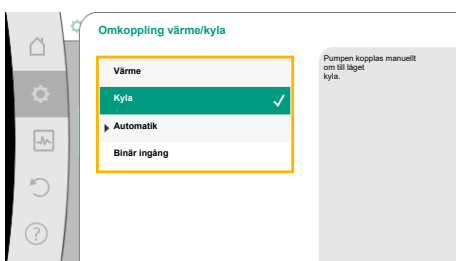 Omkoppling värme/kyla
Värme
Kyla
Automatik
Binär ingång
Pumpen kopplas manuellt
om till läget
kyla.